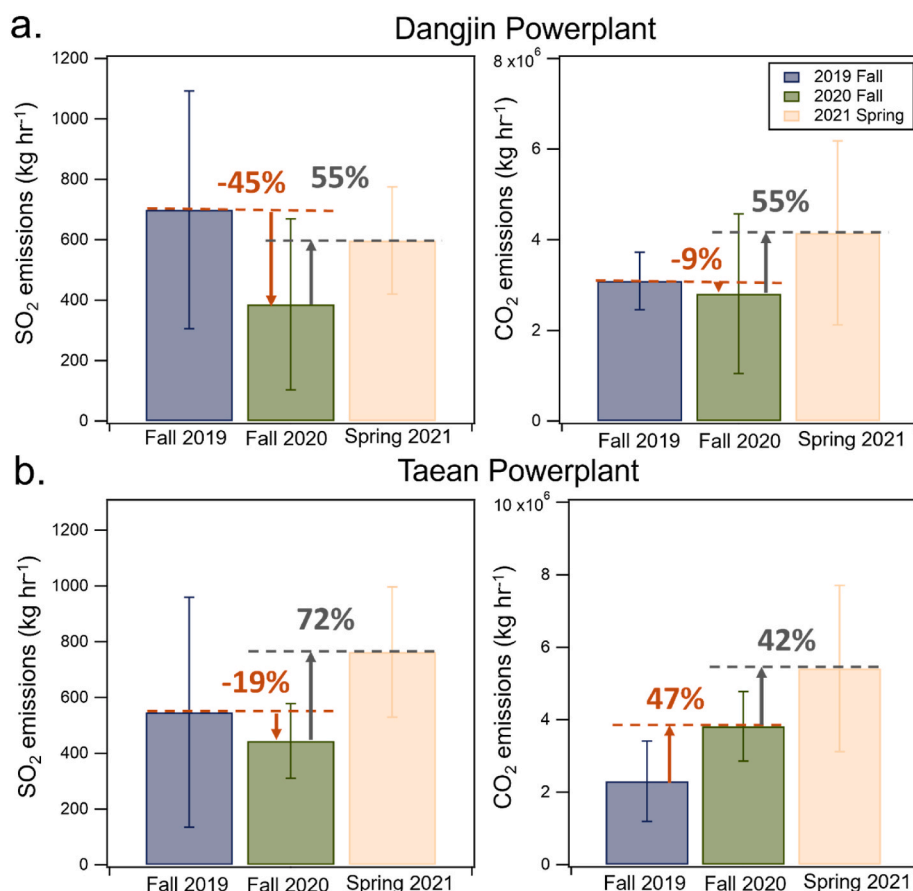 a.
Dangjin Powerplant
SO₂ emissions (kg hr⁻¹)
1200
1000
800
600
400
200
0
-45%
55%
Fall 2019
Fall 2020
Spring 2021
CO₂ emissions (kg hr⁻¹)
8 x10⁶
6
4
2
0
2019 Fall
2020 Fall
2021 Spring
-9%
55%
Fall 2019
Fall 2020
Spring 2021
b.
Taean Powerplant
SO₂ emissions (kg hr⁻¹)
1200
1000
800
600
400
200
0
-19%
72%
Fall 2019
Fall 2020
Spring 2021
CO₂ emissions (kg hr⁻¹)
10 x10⁶
8
6
4
2
0
47%
42%
Fall 2019
Fall 2020
Spring 2021